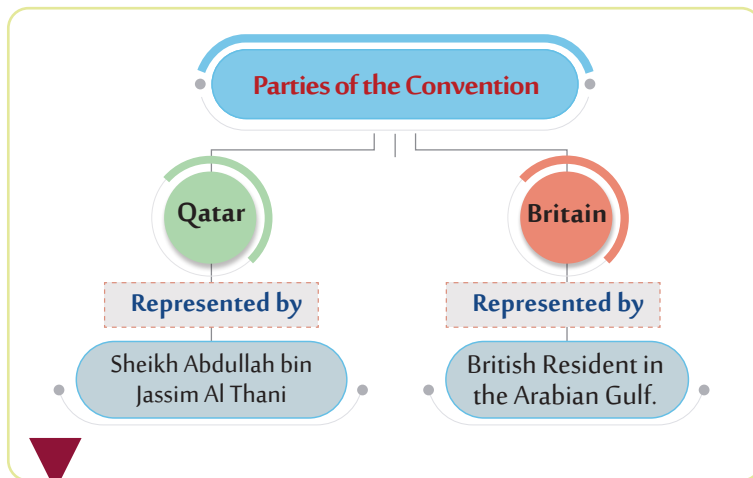 Parties of the Convention
Qatar
Britain
Represented by
Represented by
Sheikh Abdullah bin
Jassim Al Thani
British Resident in
the Arabian Gulf.